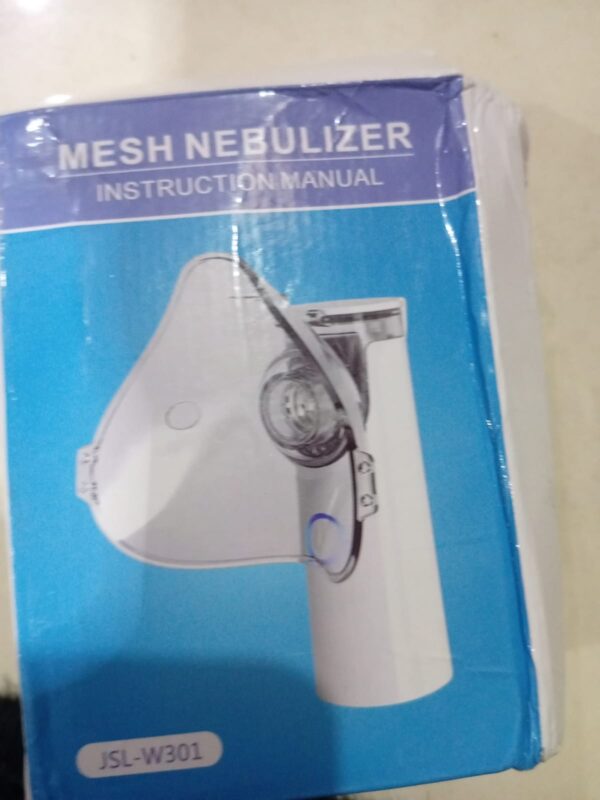 MESH NEBULIZER
INSTRUCTION MANUAL
JSL-W301